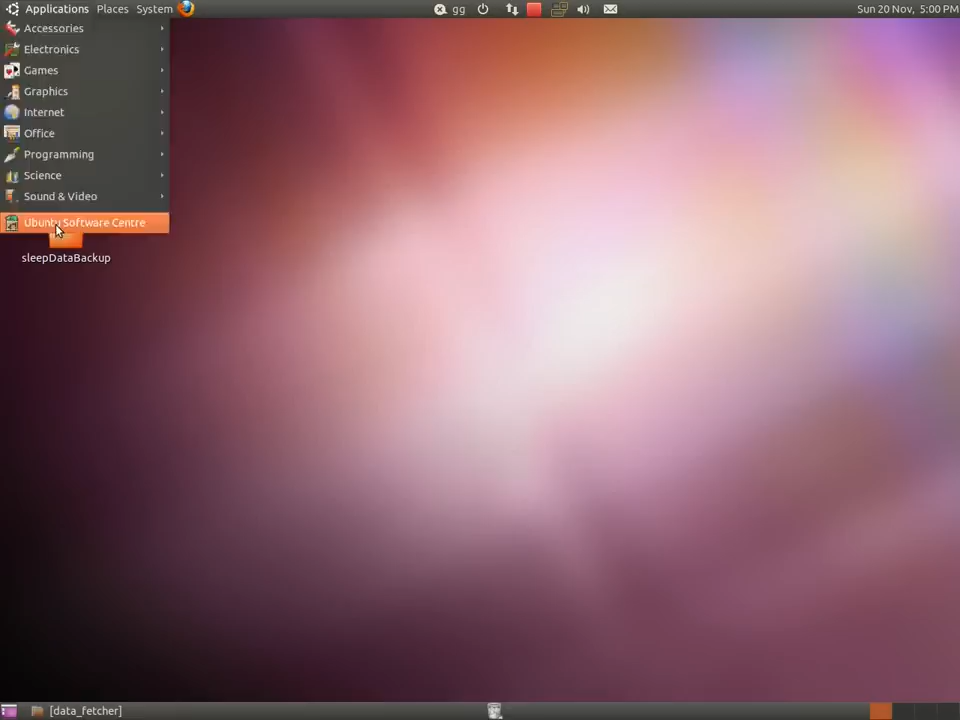 Applications Places System gg Sun 20 Nov, 5:00 PM
Accessories
Electronics
Games
Graphics
Internet
Office
Programming
Science
Sound & Video
Ubuntu Software Centre
sleepDataBackup
[data_fetcher]